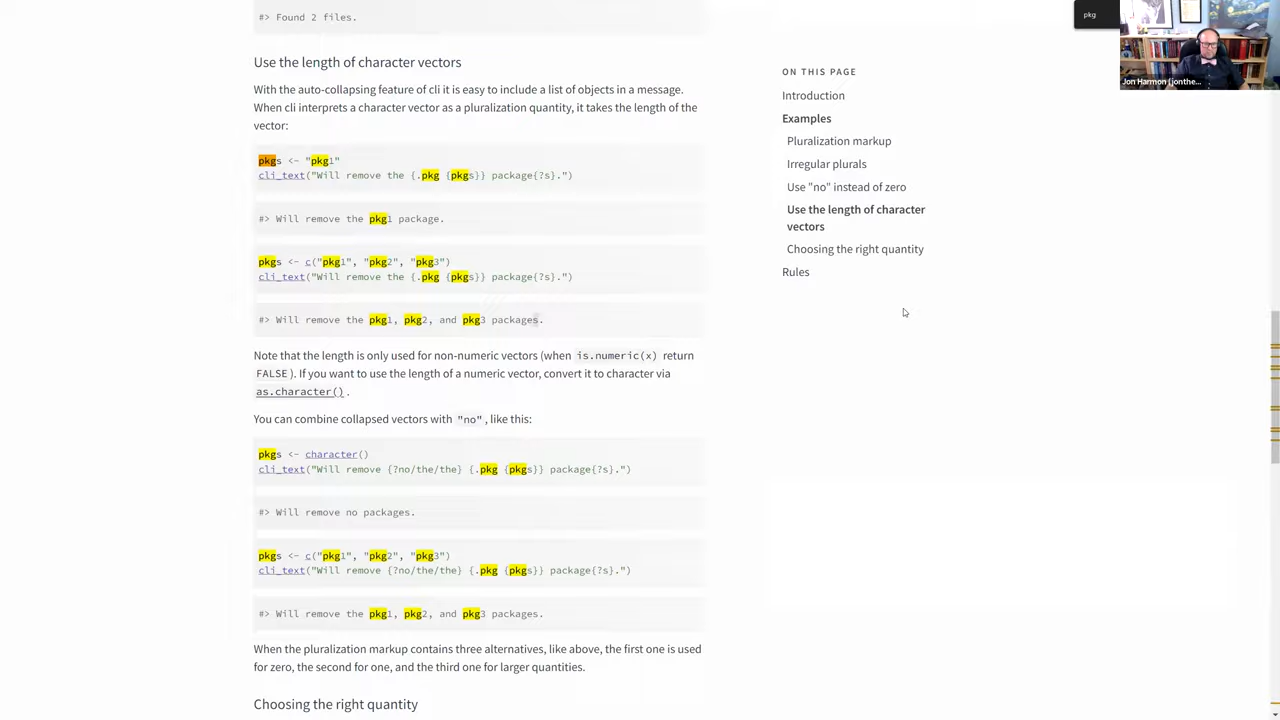 #> Found 2 files.
pkg
Jon Harmon (jonthe...
Use the length of character vectors
With the auto-collapsing feature of cli it is easy to include a list of objects in a message.
When cli interprets a character vector as a pluralization quantity, it takes the length of the
vector:
pkgs <- "pkg1"
cli_text("Will remove the {.pkg {pkgs}} package{?s}.")
#> Will remove the pkg1 package.
pkgs <- c("pkg1", "pkg2", "pkg3")
cli_text("Will remove the {.pkg {pkgs}} package{?s}.")
#> Will remove the pkg1, pkg2, and pkg3 packages.
Note that the length is only used for non-numeric vectors (when is.numeric(x) return
FALSE). If you want to use the length of a numeric vector, convert it to character via
as.character().
You can combine collapsed vectors with "no", like this:
pkgs <- character()
cli_text("Will remove {?no/the/the} {.pkg {pkgs}} package{?s}.")
#> Will remove no packages.
pkgs <- c("pkg1", "pkg2", "pkg3")
cli_text("Will remove {?no/the/the} {.pkg {pkgs}} package{?s}.")
#> Will remove the pkg1, pkg2, and pkg3 packages.
When the pluralization markup contains three alternatives, like above, the first one is used
for zero, the second for one, and the third one for larger quantities.
Choosing the right quantity
ON THIS PAGE
Introduction
Examples
Pluralization markup
Irregular plurals
Use "no" instead of zero
Use the length of character
vectors
Choosing the right quantity
Rules